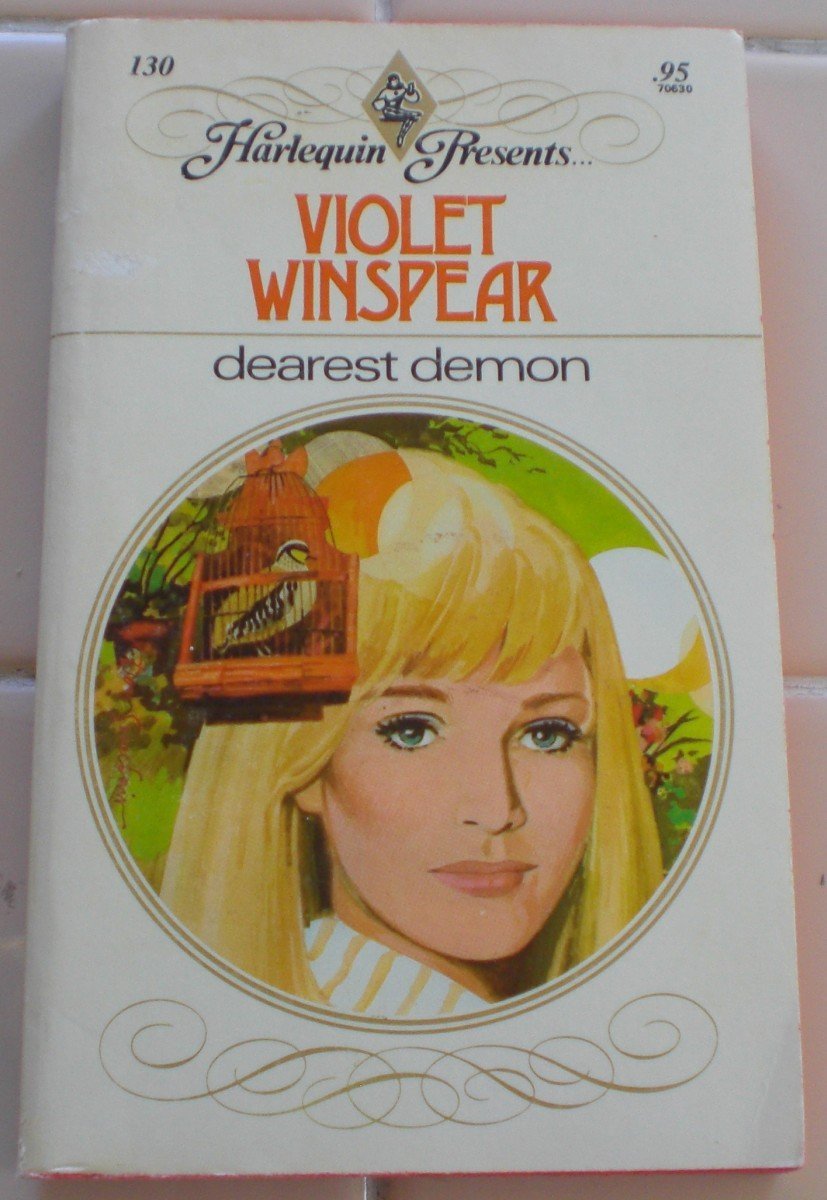 130
.95
70630
Harlequin Presents...
VIOLET
WINSPEAR
dearest demon